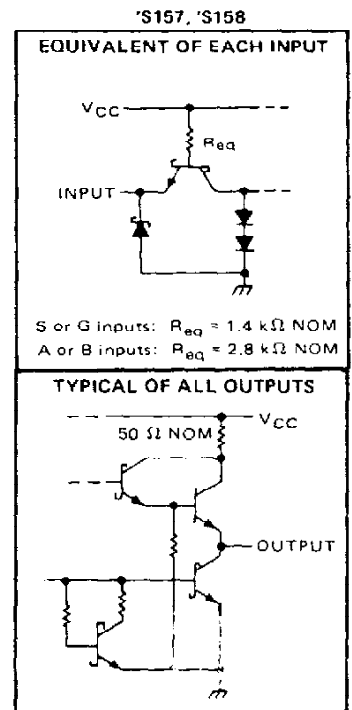 'S157, 'S158
EQUIVALENT OF EACH INPUT
VCC
Req
INPUT
S or G inputs: Req = 1.4 kΩ NOM
A or B inputs: Req = 2.8 kΩ NOM
TYPICAL OF ALL OUTPUTS
VCC
50 Ω NOM
OUTPUT